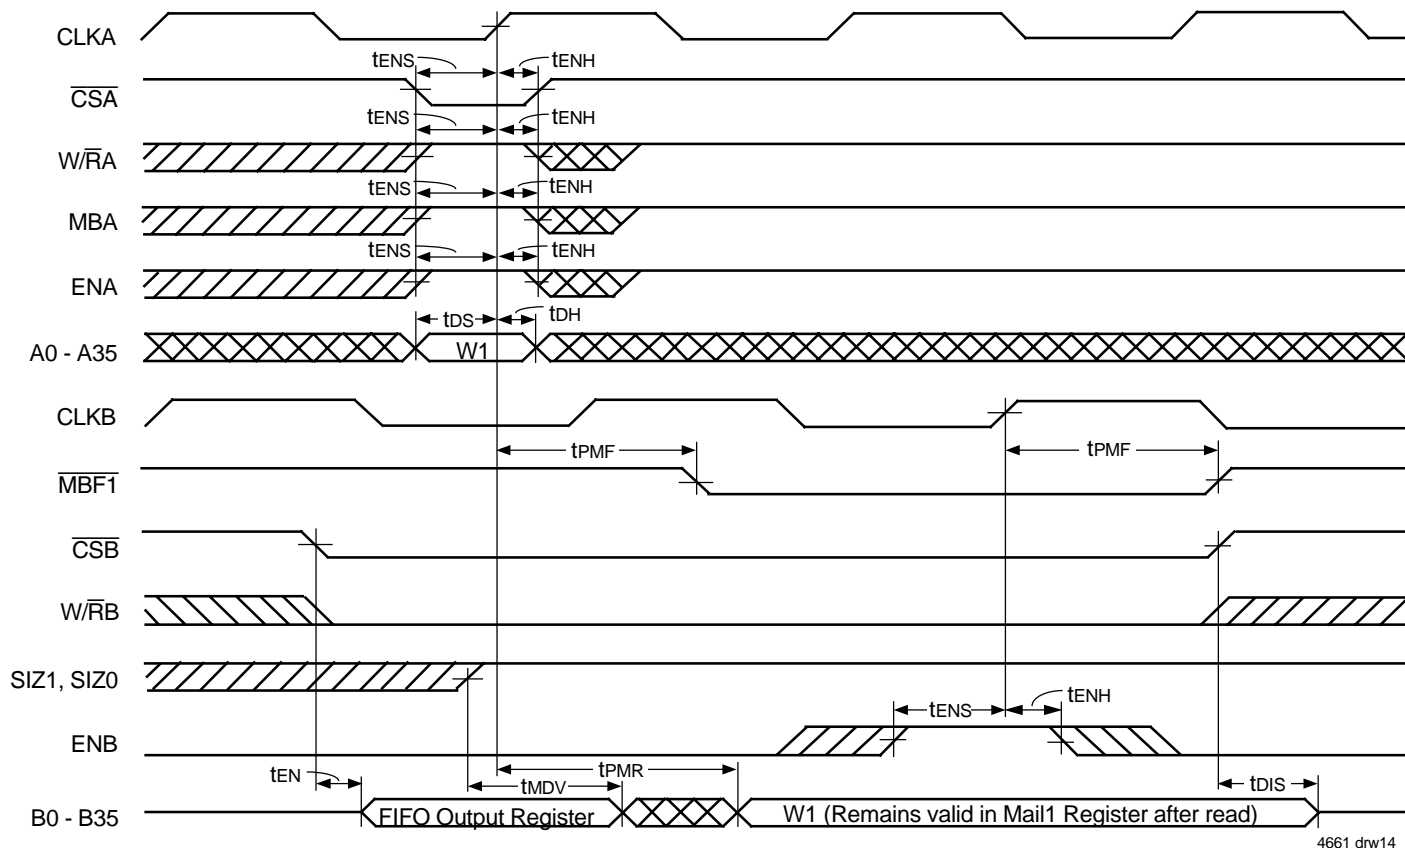 CLKA
tENS tENH
CSA
tENS tENH
W/RA
tENS tENH
MBA
tENS tENH
ENA
tDS tDH
A0 - A35 W1
CLKB
tPMF tPMF
MBF1
CSB
W/RB
SIZ1, SIZ0
tENS tENH
ENB
tEN tMDV tPMR tDIS
B0 - B35 FIFO Output Register W1 (Remains valid in Mail1 Register after read)
4661 drw14